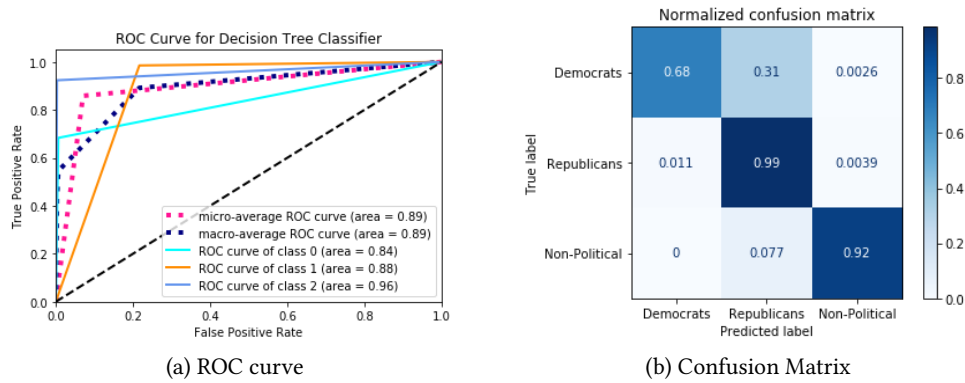 ROC Curve for Decision Tree Classifier
True Positive Rate
1.0
0.8
0.6
0.4
0.2
0.0
micro-average ROC curve (area = 0.89)
macro-average ROC curve (area = 0.89)
ROC curve of class 0 (area = 0.84)
ROC curve of class 1 (area = 0.88)
ROC curve of class 2 (area = 0.96)
0.0 0.2 0.4 0.6 0.8 1.0
False Positive Rate
(a) ROC curve
Normalized confusion matrix
True label
Democrats 0.68 0.31 0.0026
Republicans 0.011 0.99 0.0039
Non-Political 0 0.077 0.92
Democrats Republicans Non-Political
Predicted label
0.8
0.6
0.4
0.2
0.0
(b) Confusion Matrix